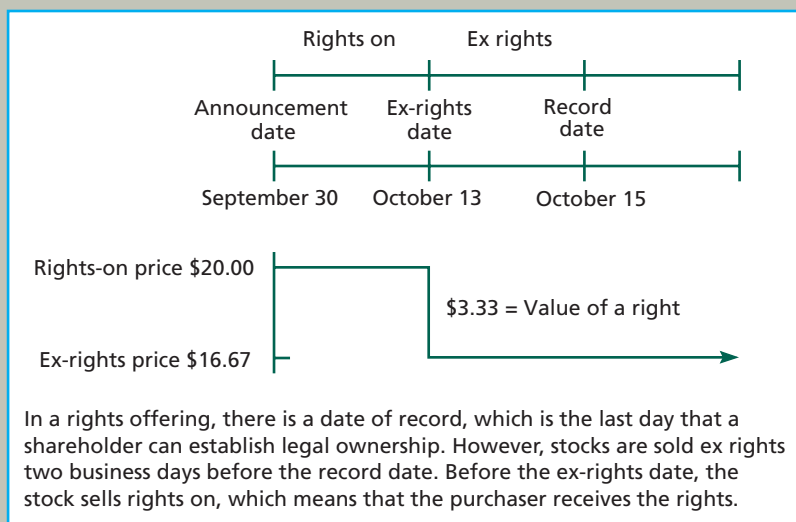 Rights on Ex rights
Announcement date Ex-rights date Record date
September 30 October 13 October 15
Rights-on price $20.00
$3.33 = Value of a right
Ex-rights price $16.67
In a rights offering, there is a date of record, which is the last day that a
shareholder can establish legal ownership. However, stocks are sold ex rights
two business days before the record date. Before the ex-rights date, the
stock sells rights on, which means that the purchaser receives the rights.